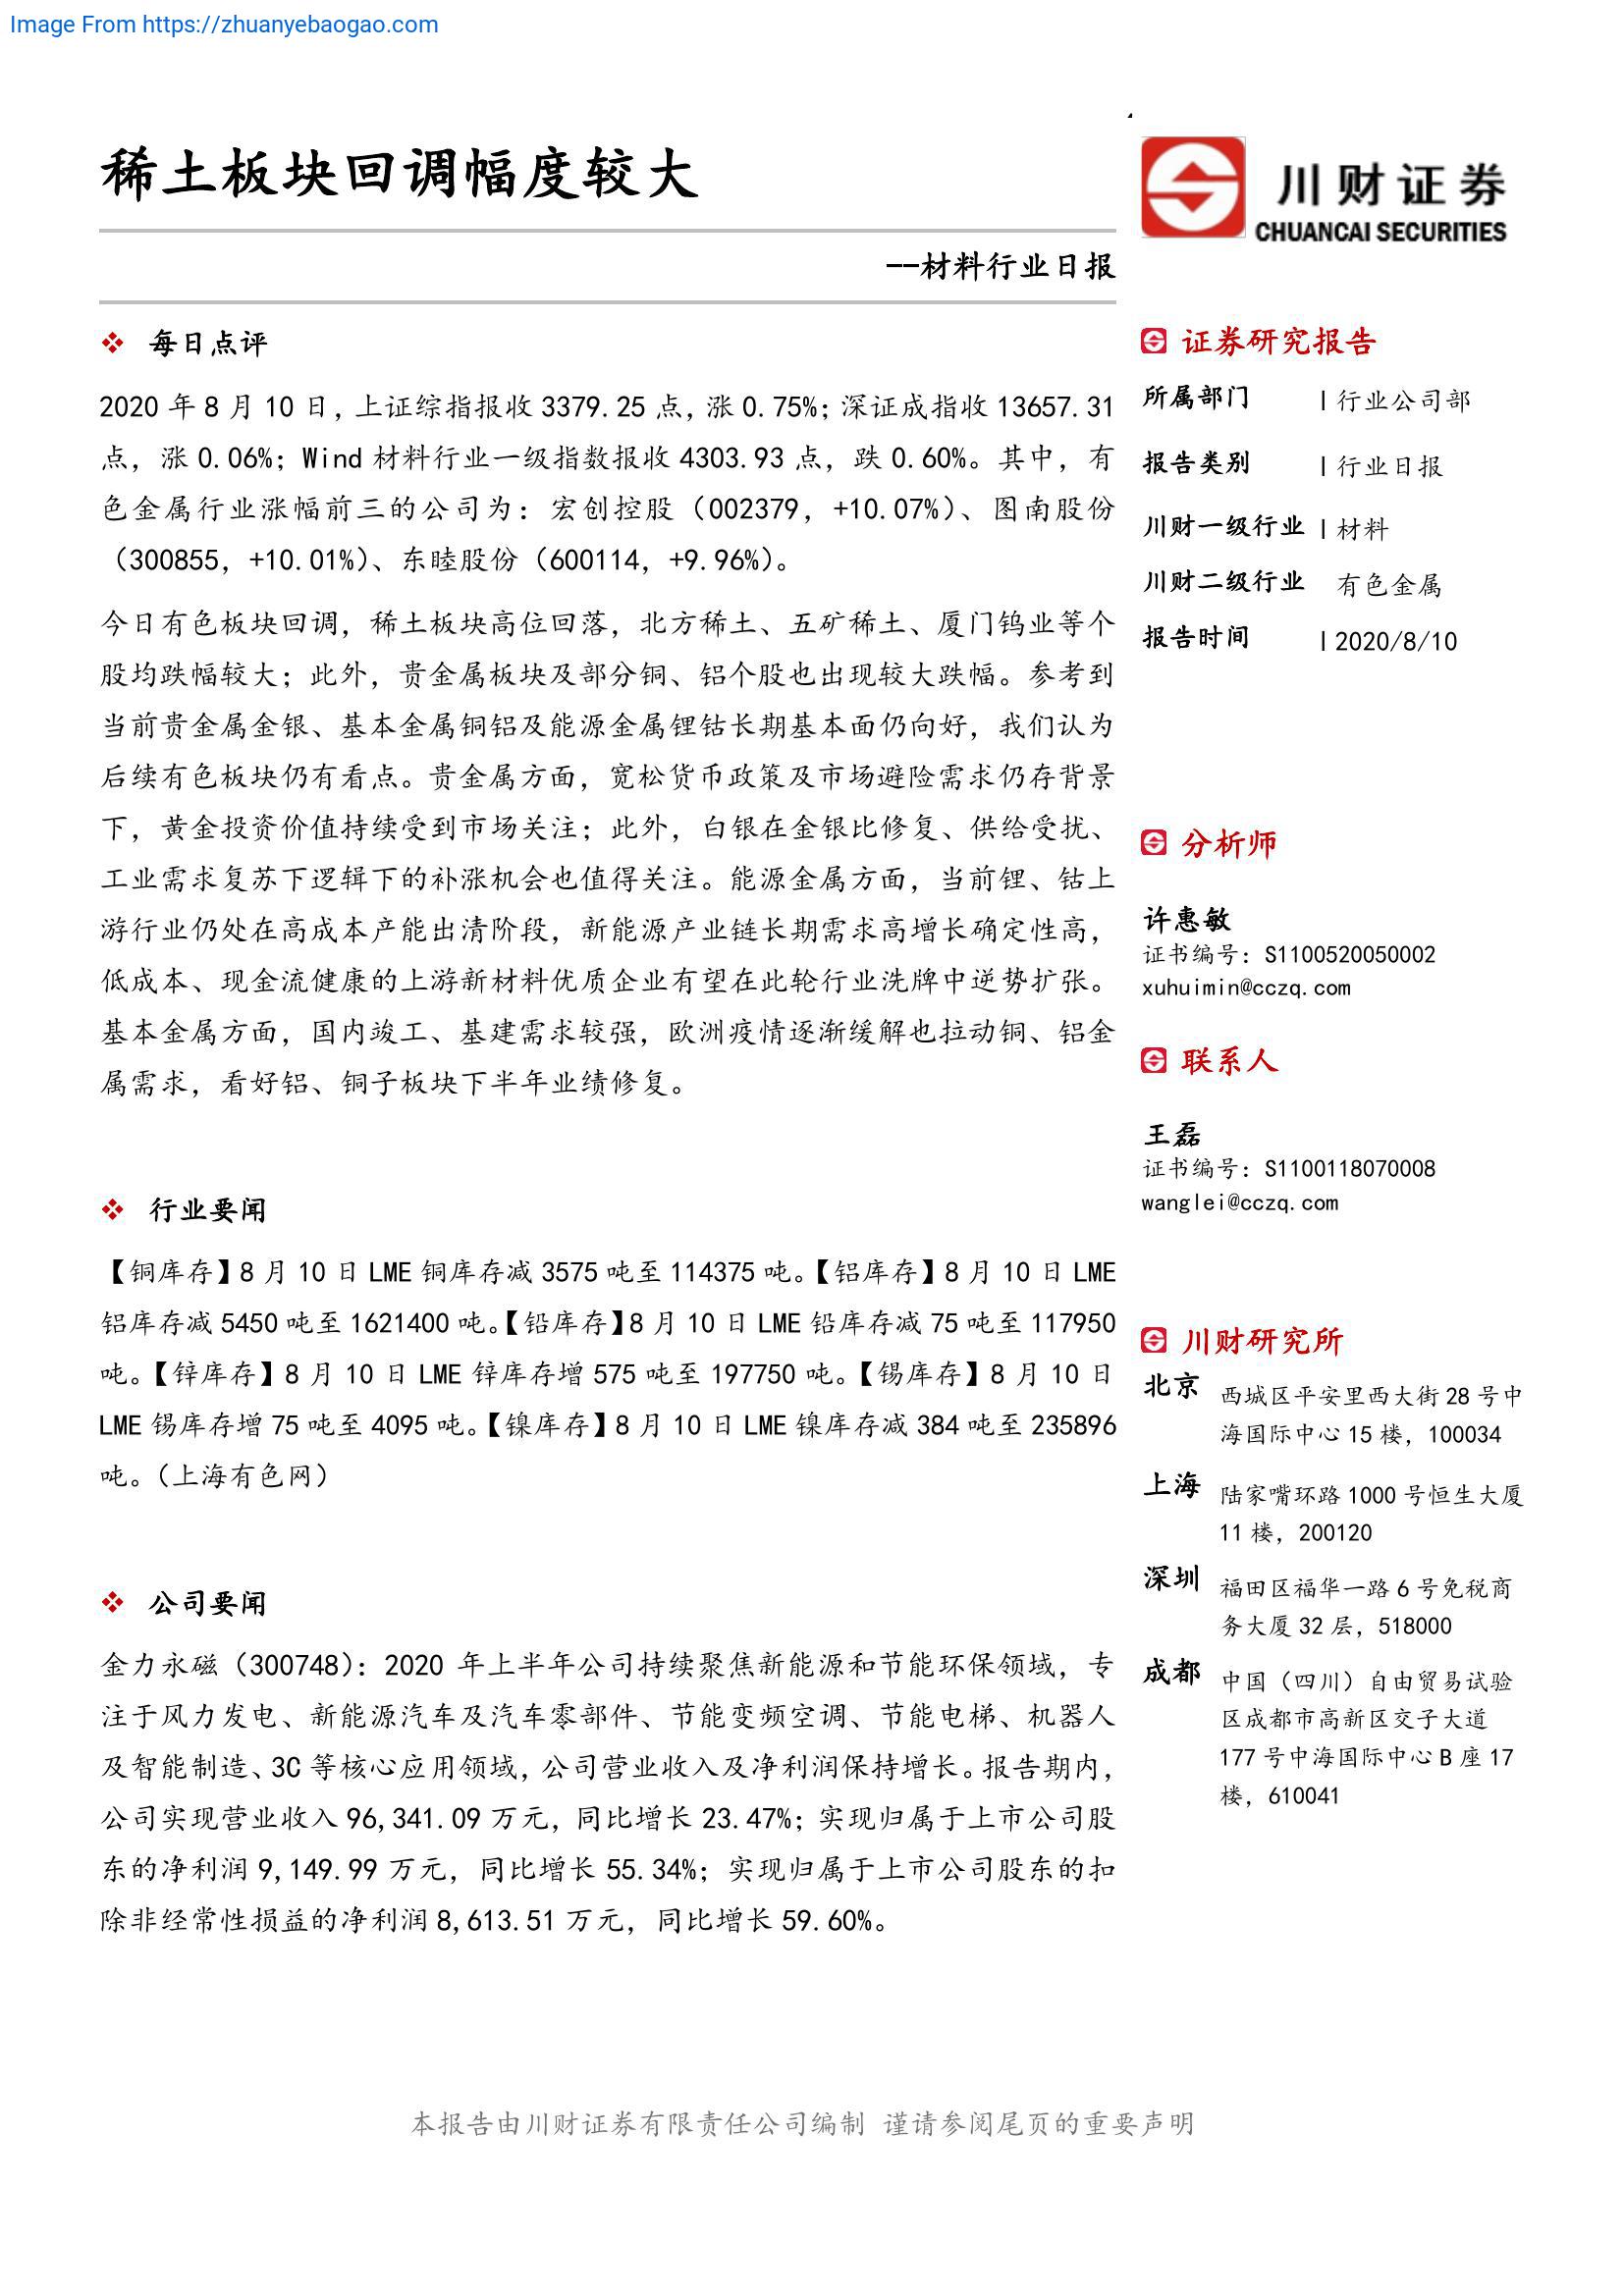 Image From https://zhuanyebaogao.com
稀土板块回调幅度较大
川财证券
CHUANCAI SECURITIES
--材料行业日报
❖ 每日点评
2020 年 8 月 10 日，上证综指报收 3379.25 点，涨 0.75%；深证成指收 13657.31
点，涨 0.06%；Wind 材料行业一级指数报收 4303.93 点，跌 0.60%。其中，有
色金属行业涨幅前三的公司为：宏创控股（002379，+10.07%）、图南股份
（300855，+10.01%）、东睦股份（600114，+9.96%）。
今日有色板块回调，稀土板块高位回落，北方稀土、五矿稀土、厦门钨业等个
股均跌幅较大；此外，贵金属板块及部分铜、铝个股也出现较大跌幅。参考到
当前贵金属金银、基本金属铜铝及能源金属锂钴长期基本面仍向好，我们认为
后续有色板块仍有看点。贵金属方面，宽松货币政策及市场避险需求仍存背景
下，黄金投资价值持续受到市场关注；此外，白银在金银比修复、供给受扰、
工业需求复苏下逻辑下的补涨机会也值得关注。能源金属方面，当前锂、钴上
游行业仍处在高成本产能出清阶段，新能源产业链长期需求高增长确定性高，
低成本、现金流健康的上游新材料优质企业有望在此轮行业洗牌中逆势扩张。
基本金属方面，国内竣工、基建需求较强，欧洲疫情逐渐缓解也拉动铜、铝金
属需求，看好铝、铜子板块下半年业绩修复。
❖ 行业要闻
【铜库存】8 月 10 日 LME 铜库存减 3575 吨至 114375 吨。【铝库存】8 月 10 日 LME
铝库存减 5450 吨至 1621400 吨。【铅库存】8 月 10 日 LME 铅库存减 75 吨至 117950
吨。【锌库存】8 月 10 日 LME 锌库存增 575 吨至 197750 吨。【锡库存】8 月 10 日
LME 锡库存增 75 吨至 4095 吨。【镍库存】8 月 10 日 LME 镍库存减 384 吨至 235896
吨。（上海有色网）
❖ 公司要闻
金力永磁（300748）：2020 年上半年公司持续聚焦新能源和节能环保领域，专
注于风力发电、新能源汽车及汽车零部件、节能变频空调、节能电梯、机器人
及智能制造、3C 等核心应用领域，公司营业收入及净利润保持增长。报告期内，
公司实现营业收入 96,341.09 万元，同比增长 23.47%；实现归属于上市公司股
东的净利润 9,149.99 万元，同比增长 55.34%；实现归属于上市公司股东的扣
除非经常性损益的净利润 8,613.51 万元，同比增长 59.60%。
证券研究报告
所属部门 | 行业公司部
报告类别 | 行业日报
川财一级行业 | 材料
川财二级行业 有色金属
报告时间 | 2020/8/10
分析师
许惠敏
证书编号：S1100520050002
xuhuimin@cczq.com
联系人
王磊
证书编号：S1100118070008
wanglei@cczq.com
川财研究所
北京 西城区平安里西大街 28 号中
海国际中心 15 楼，100034
上海 陆家嘴环路 1000 号恒生大厦
11 楼，200120
深圳 福田区福华一路 6 号免税商
务大厦 32 层，518000
成都 中国（四川）自由贸易试验
区成都市高新区交子大道
177 号中海国际中心 B 座 17
楼，610041
本报告由川财证券有限责任公司编制 谨请参阅尾页的重要声明